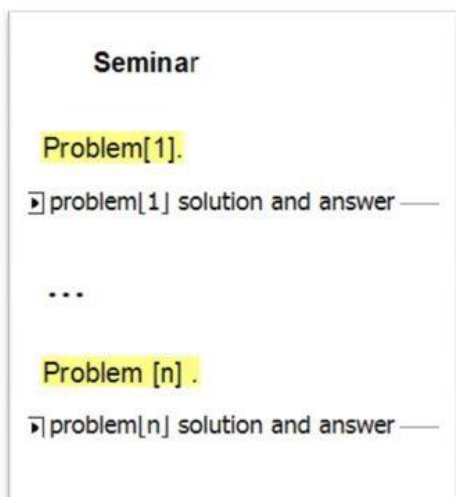 Seminar
Problem[1].
problem⌊1⌋ solution and answer
...
Problem [n] .
problem⌊n⌋ solution and answer